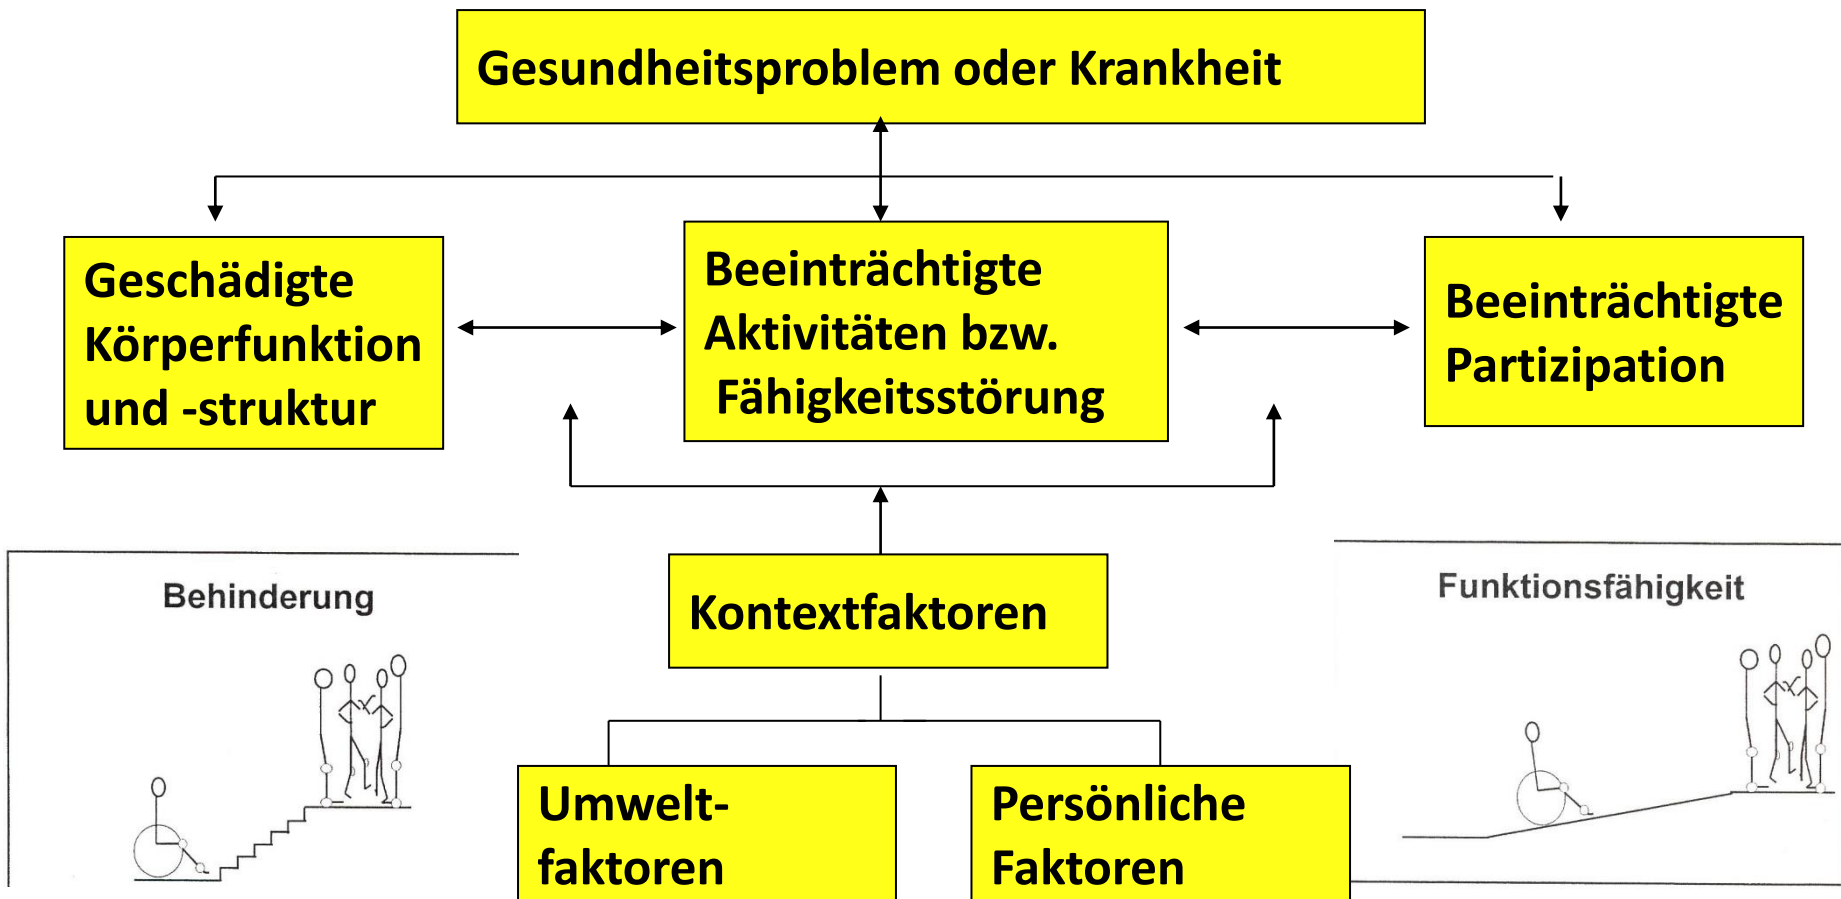 Gesundheitsproblem oder Krankheit
Geschädigte
Körperfunktion
und -struktur
Beeinträchtigte
Aktivitäten bzw.
Fähigkeitsstörung
Beeinträchtigte
Partizipation
Behinderung
Kontextfaktoren
Funktionsfähigkeit
Umwelt-
faktoren
Persönliche
Faktoren